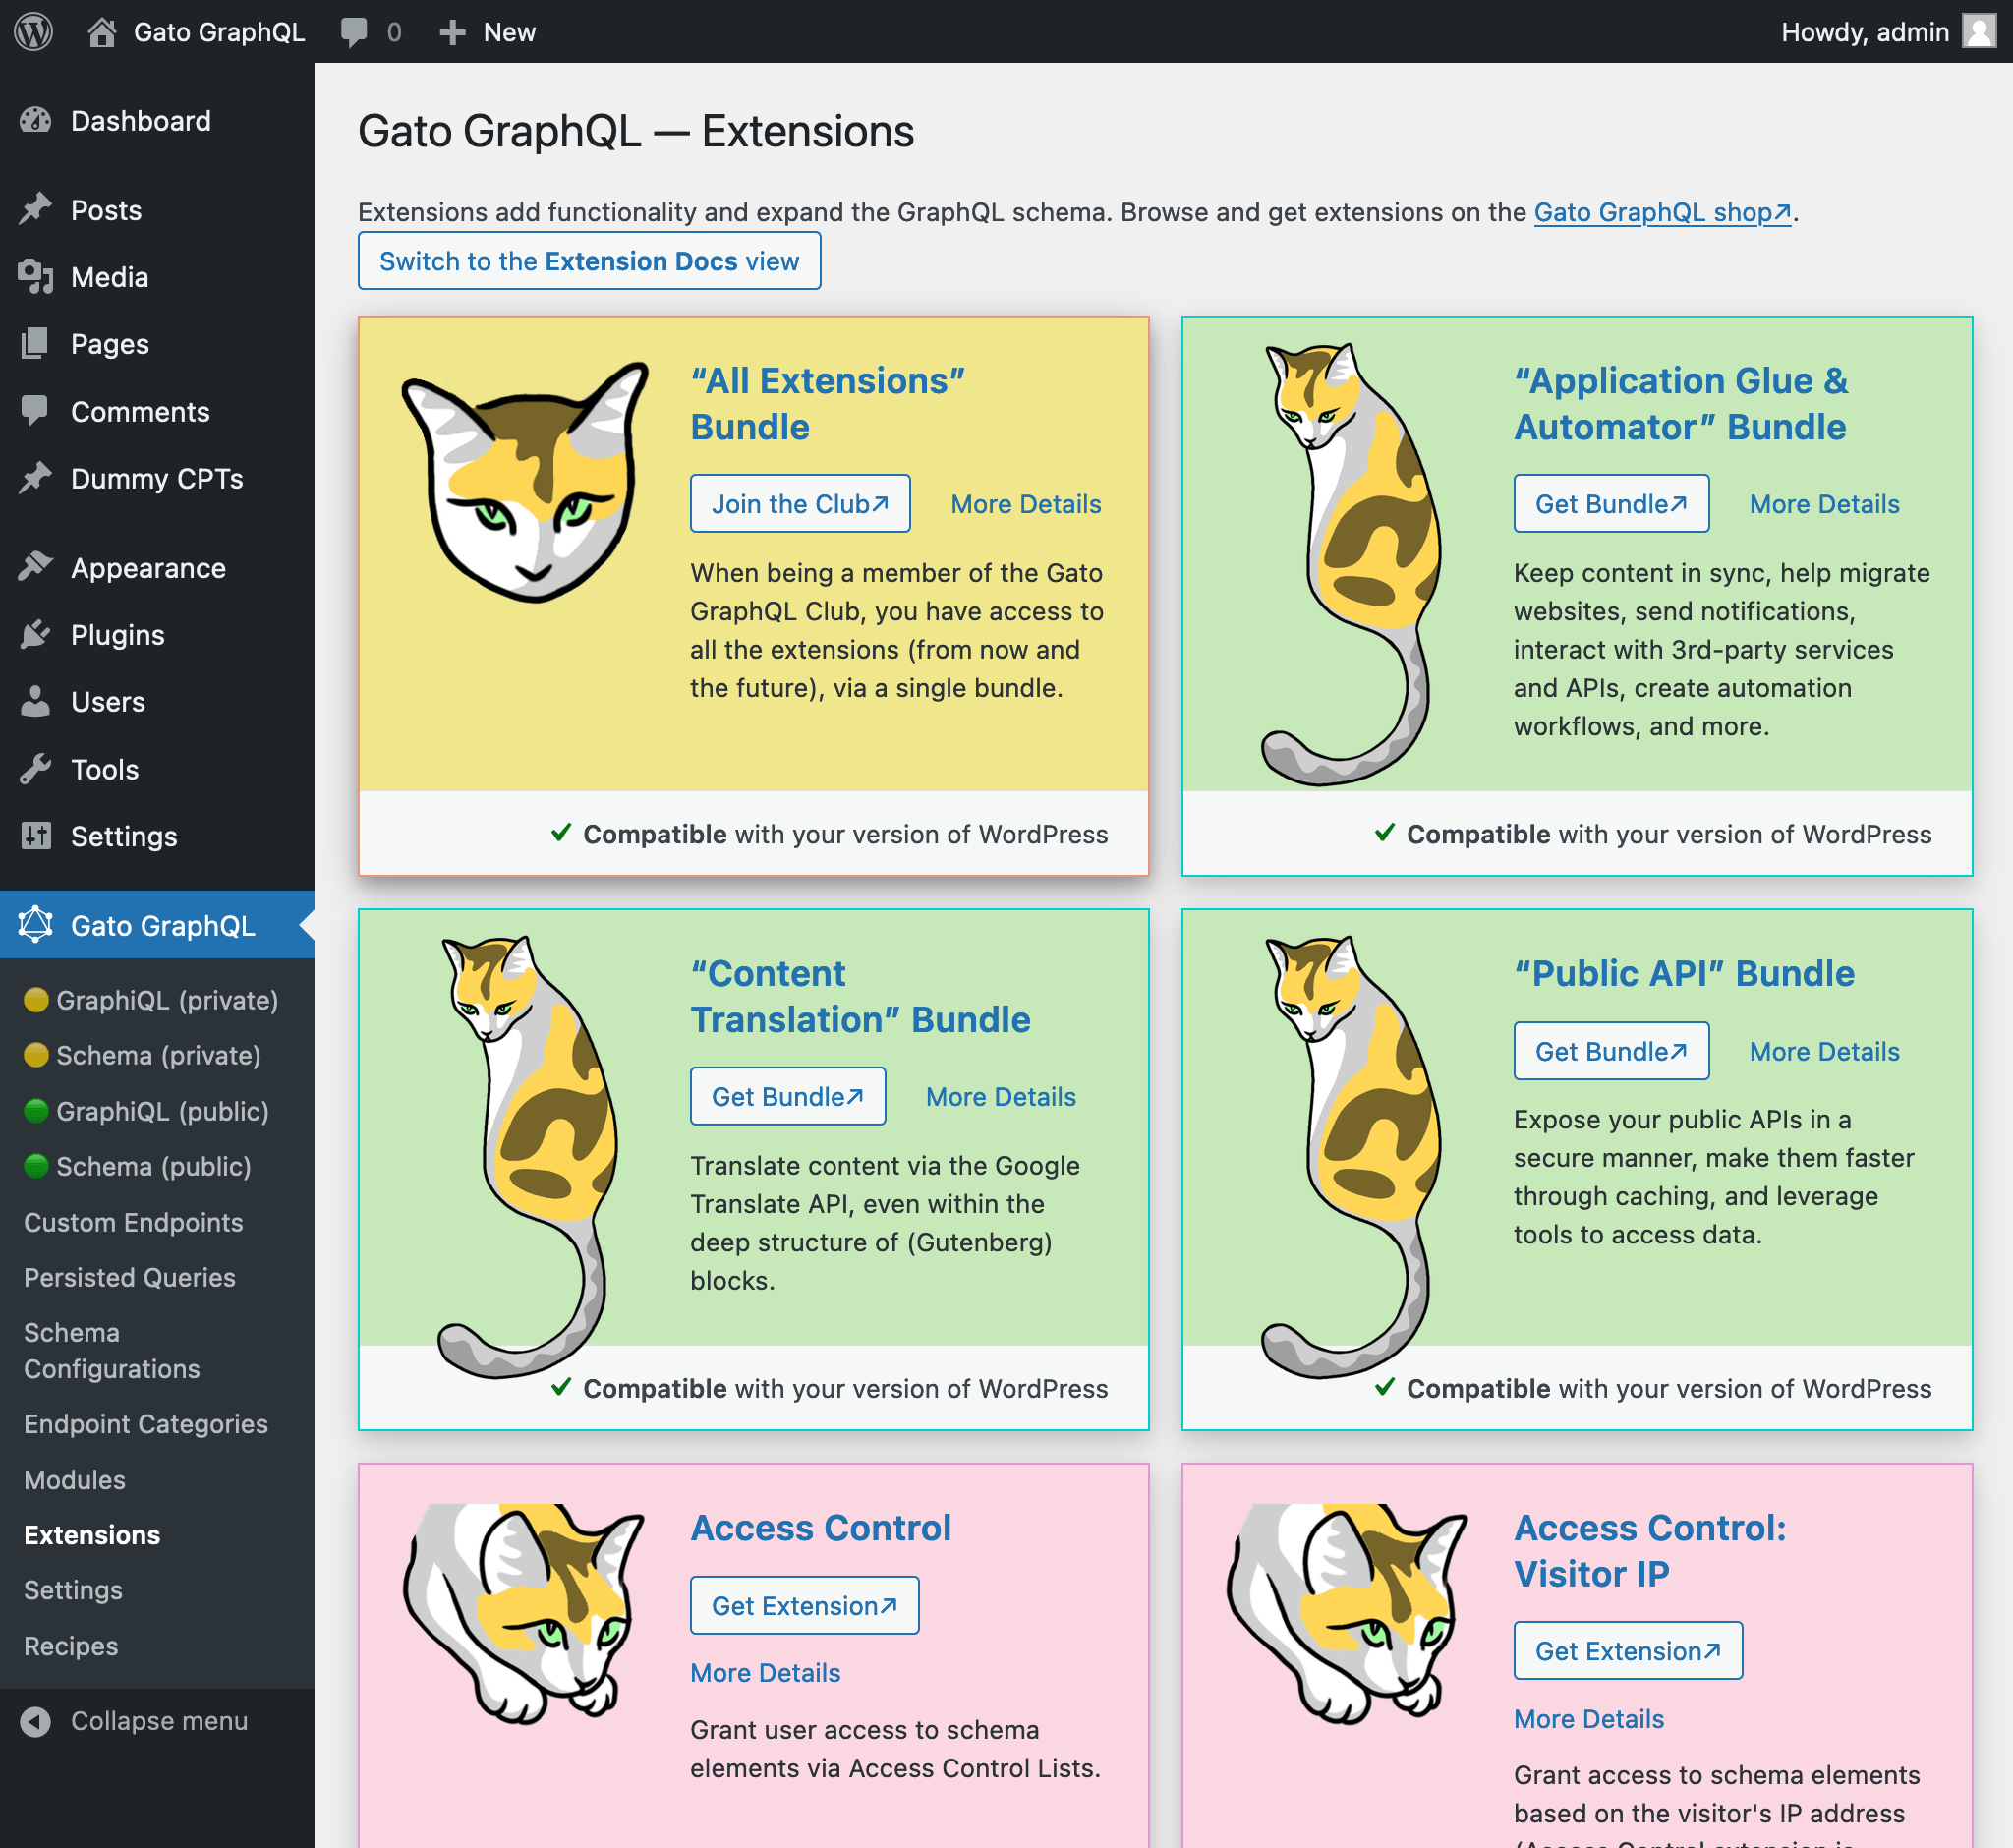 Gato GraphQL
0
New
Howdy, admin
Dashboard
Posts
Media
Pages
Comments
Dummy CPTs
Appearance
Plugins
Users
Tools
Settings
Gato GraphQL
GraphiQL (private)
Schema (private)
GraphiQL (public)
Schema (public)
Custom Endpoints
Persisted Queries
Schema
Configurations
Endpoint Categories
Modules
Extensions
Settings
Recipes
Collapse menu
Gato GraphQL — Extensions
Extensions add functionality and expand the GraphQL schema. Browse and get extensions on the Gato GraphQL shop↗.
Switch to the Extension Docs view
“All Extensions”
Bundle
Join the Club↗ More Details
When being a member of the Gato
GraphQL Club, you have access to
all the extensions (from now and
the future), via a single bundle.
✔ Compatible with your version of WordPress
“Application Glue &
Automator” Bundle
Get Bundle↗ More Details
Keep content in sync, help migrate
websites, send notifications,
interact with 3rd-party services
and APIs, create automation
workflows, and more.
✔ Compatible with your version of WordPress
“Content
Translation” Bundle
Get Bundle↗ More Details
Translate content via the Google
Translate API, even within the
deep structure of (Gutenberg)
blocks.
✔ Compatible with your version of WordPress
“Public API” Bundle
Get Bundle↗ More Details
Expose your public APIs in a
secure manner, make them faster
through caching, and leverage
tools to access data.
✔ Compatible with your version of WordPress
Access Control
Get Extension↗
More Details
Grant user access to schema
elements via Access Control Lists.
Access Control:
Visitor IP
Get Extension↗
More Details
Grant access to schema elements
based on the visitor's IP address